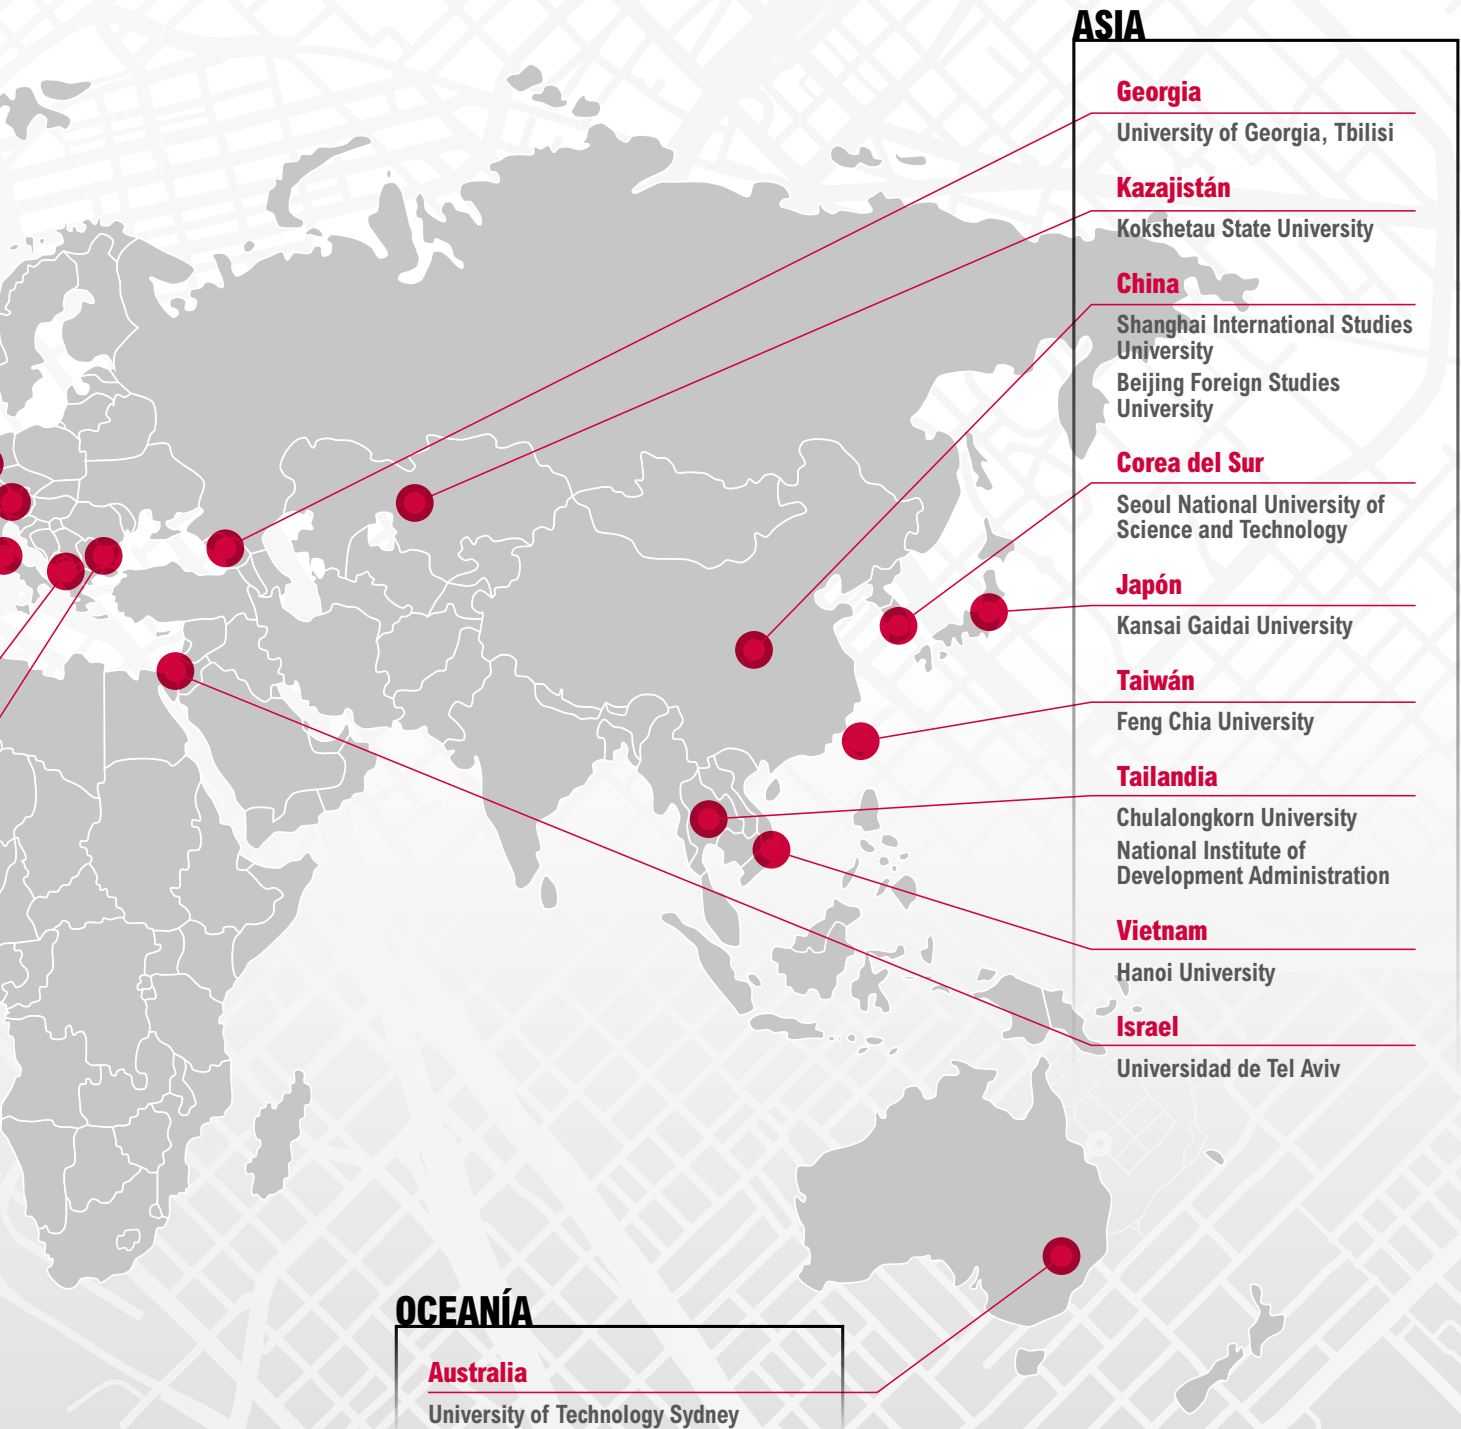 ASIA
Georgia
University of Georgia, Tbilisi
Kazajistán
Kokshetau State University
China
Shanghai International Studies
University
Beijing Foreign Studies
University
Corea del Sur
Seoul National University of
Science and Technology
Japón
Kansai Gaidai University
Taiwán
Feng Chia University
Tailandia
Chulalongkorn University
National Institute of
Development Administration
Vietnam
Hanoi University
Israel
Universidad de Tel Aviv
OCEANÍA
Australia
University of Technology Sydney